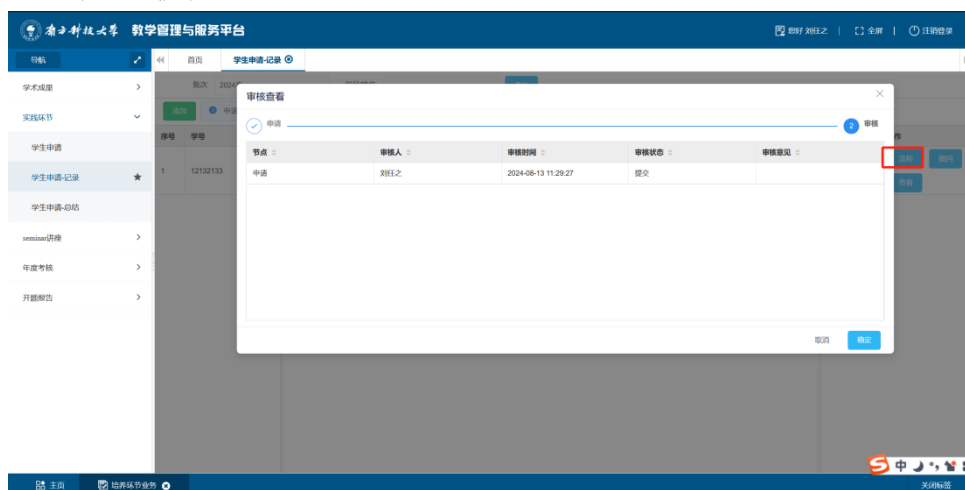 南方科技大学 教学管理与服务平台
您好 刘任之 | 全屏 | 注销登录
导航 首页 学生申请-记录
学术成果
实践环节
学生申请
学生申请-记录
学生申请-总结
seminar讲座
年度考核
开题报告
批次 2024
添加
序号 学号
1 12132133
审核查看
申请
2 审核
节点 审核人 审核时间 审核状态 审核意见
申请 刘任之 2024-08-13 11:29:27 提交
流程 撤回
查看
取消 确定
中
主页 培养环节业务 关闭标签